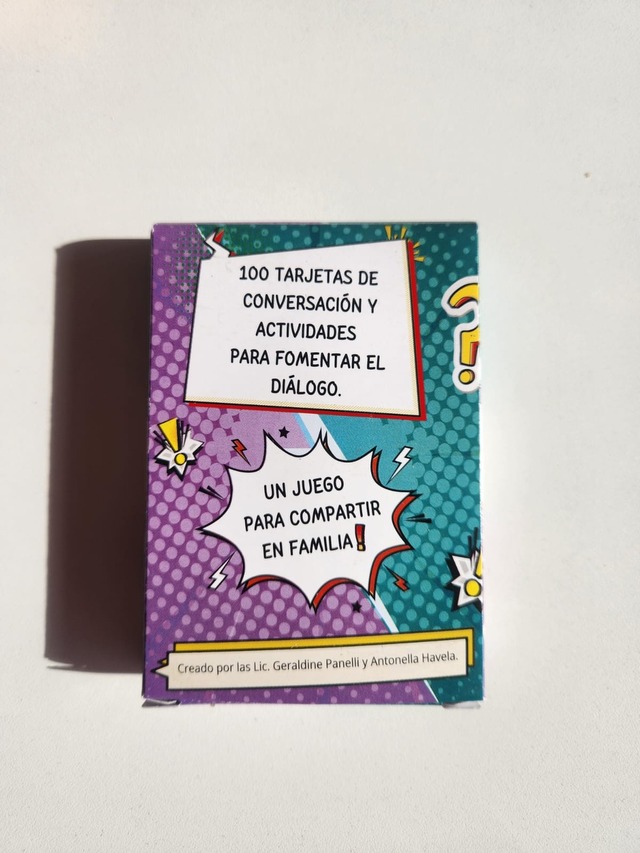 100 TARJETAS DE
CONVERSACIÓN Y
ACTIVIDADES
PARA FOMENTAR EL
DIÁLOGO.
UN JUEGO
PARA COMPARTIR
EN FAMILIA!
Creado por las Lic. Geraldine Panelli y Antonella Havela.